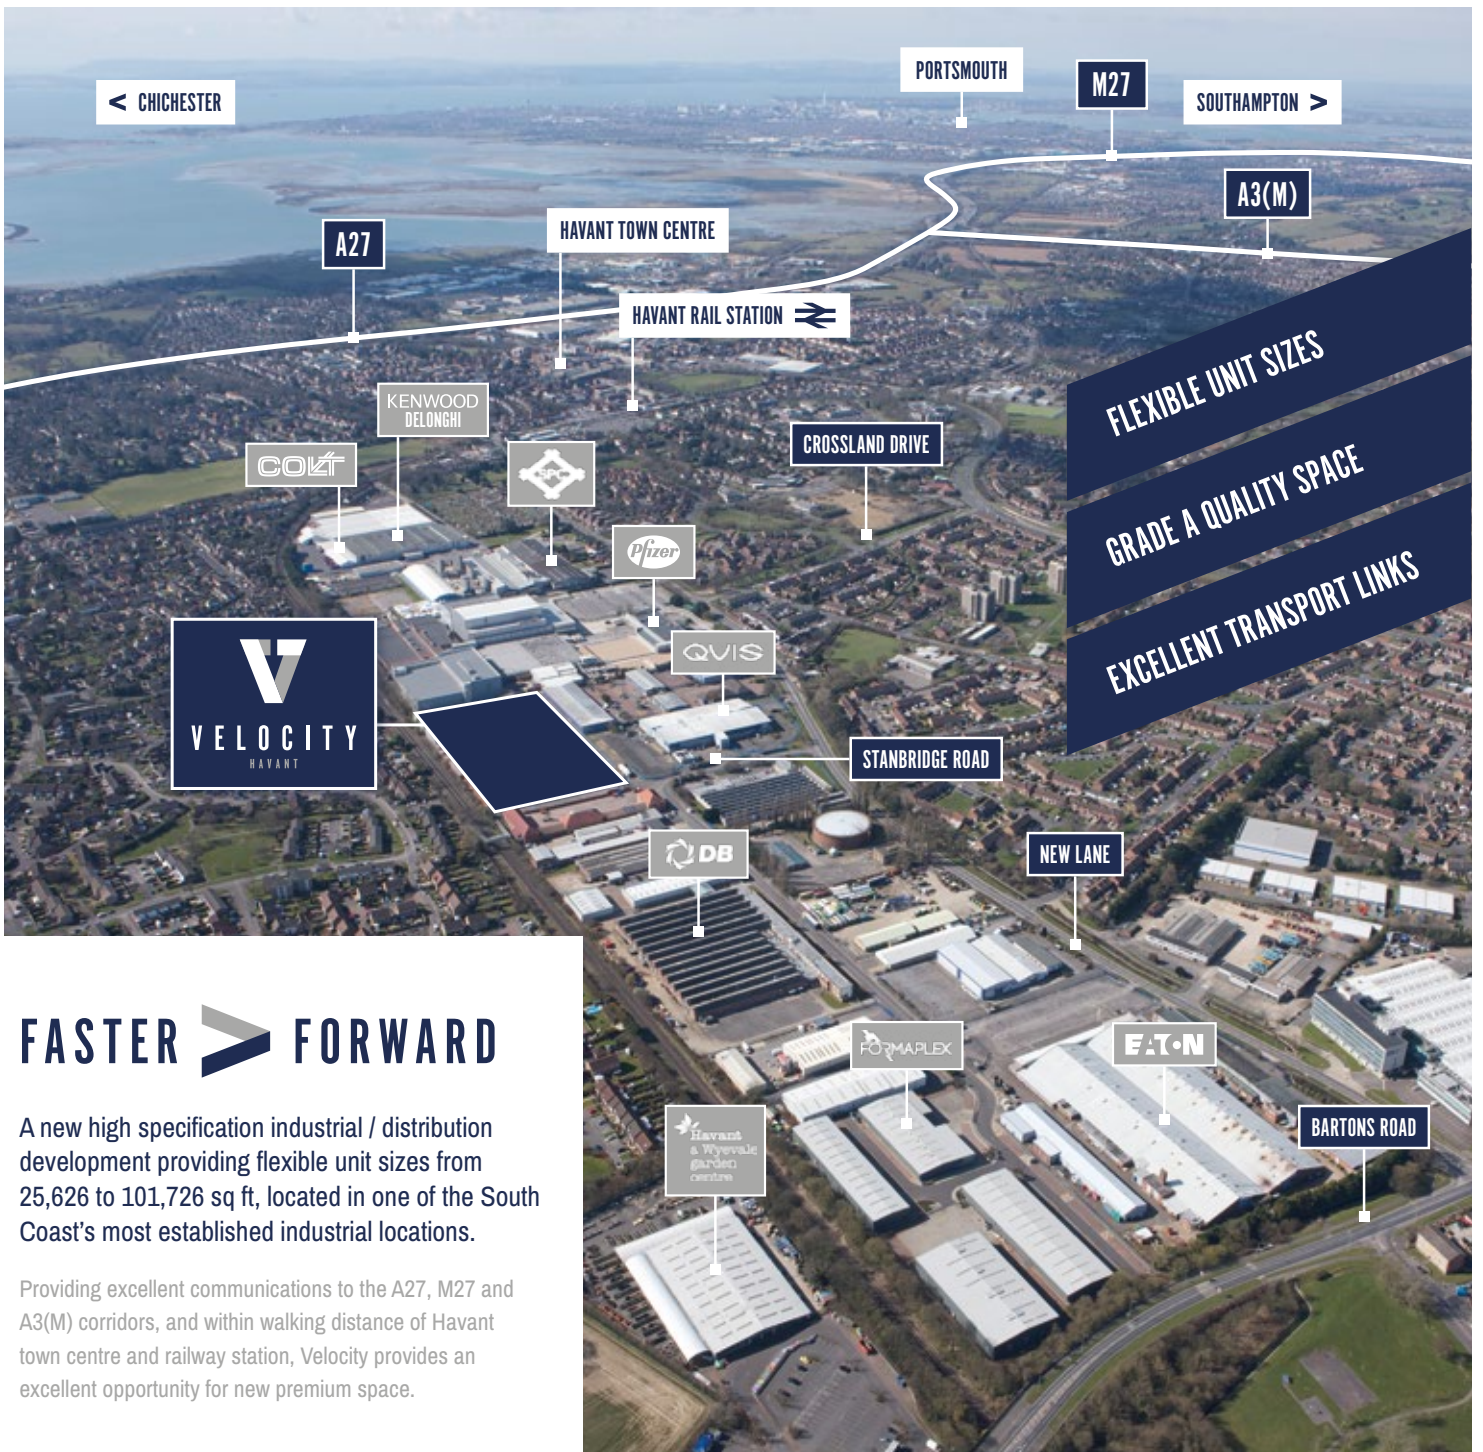 PORTSMOUTH
M27
< CHICHESTER
SOUTHAMPTON >
A3(M)
HAVANT TOWN CENTRE
A27
HAVANT RAIL STATION
FLEXIBLE UNIT SIZES
KENWOOD
DELONGHI
CROSSLAND DRIVE
COLT
SPC
GRADE A QUALITY SPACE
Pfizer
EXCELLENT TRANSPORT LINKS
QVIS
VELOCITY
HAVANT
STANBRIDGE ROAD
DB
NEW LANE
FORMAPLEX
EATON
BARTONS ROAD
Havant
a Wyevale
garden
centre
FASTER > FORWARD
A new high specification industrial / distribution
development providing flexible unit sizes from
25,626 to 101,726 sq ft, located in one of the South
Coast's most established industrial locations.
Providing excellent communications to the A27, M27 and
A3(M) corridors, and within walking distance of Havant
town centre and railway station, Velocity provides an
excellent opportunity for new premium space.